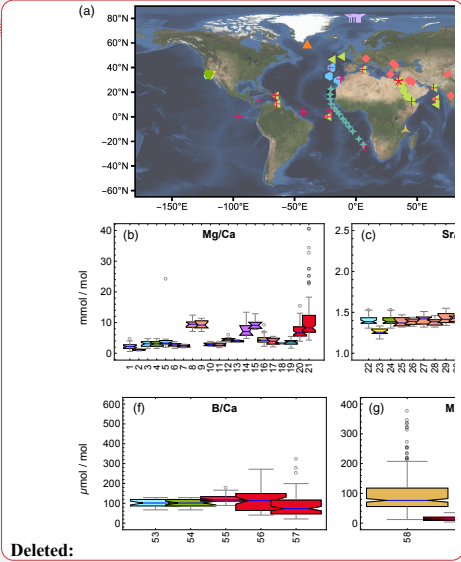 (a)
80°N
60°N
40°N
20°N
0°N
20°S
40°S
60°S
150°W 100°W 50°W 0°E 50°E
(b) Mg/Ca (c) Sr/
mmol / mol
40
30
20
10
0
2.5
2.0
1.5
1.0
1 2 3 4 5 6 7 8 9 10 11 12 13 14 15 16 17 18 19 20 21
22 23 24 25 26 27 28 29
(f) B/Ca (g) M
μmol / mol
600
500
400
300
200
100
0
400
300
200
100
0
53 54 55 56 57
58
Deleted: